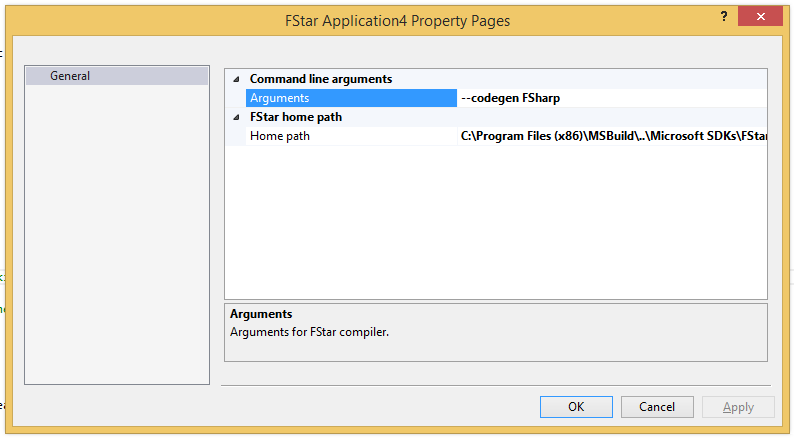 FStar Application4 Property Pages
?
General
Command line arguments
Arguments
--codegen FSharp
FStar home path
Home path
C:\Program Files (x86)\MSBuild\..\Microsoft SDKs\FStar
Arguments
Arguments for FStar compiler.
OK
Cancel
Apply